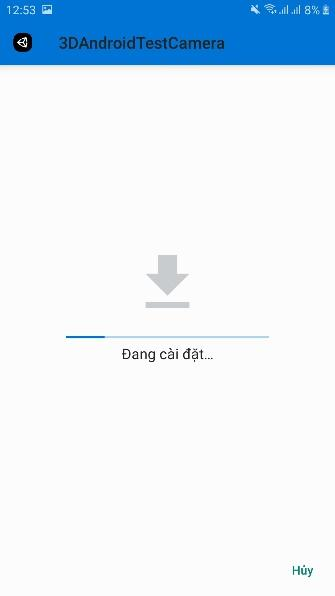 12:53 8%
3DAndroidTestCamera
Đang cài đặt...
Hủy